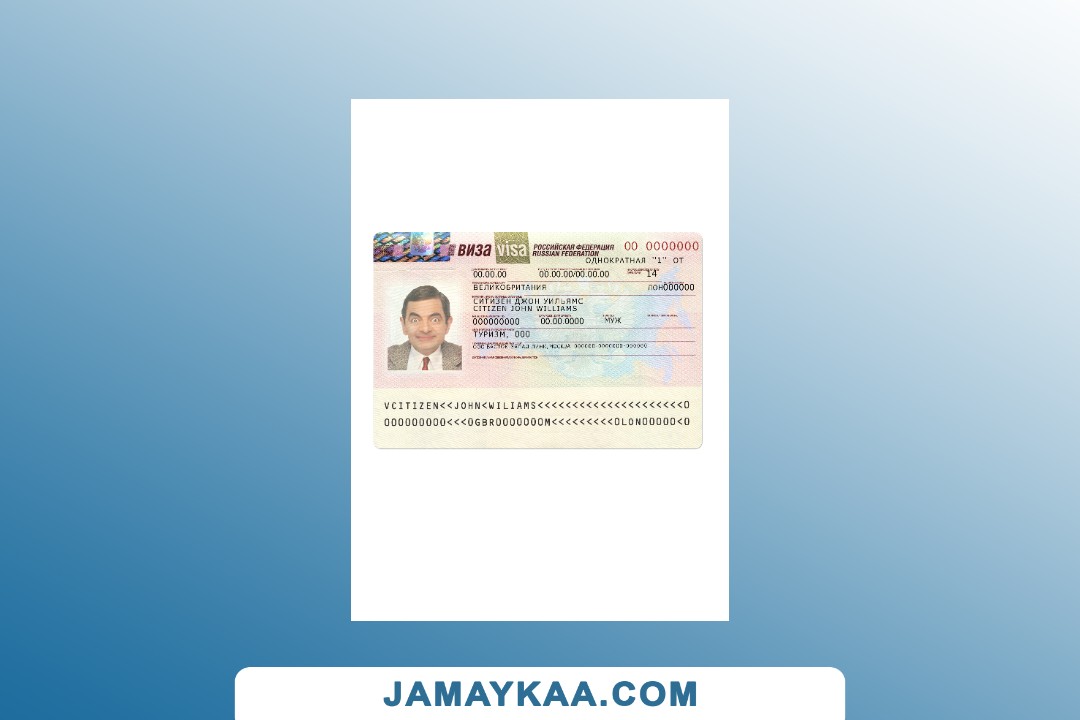 ВИЗА visa РОССИЙСКАЯ ФЕДЕРАЦИЯ 00 0000000
RUSSIAN FEDERATION
ОДНОКРАТНАЯ "1" ОТ
00.00.00 00.00.00/00.00.00 14
ВЕЛИКОБРИТАНИЯ ЛОН000000
СИТИЗЕН ДЖОН УИЛЬЯМС
CITIZEN JOHN WILLIAMS
000000000 00.00.0000 МУЖ
ТУРИЗМ, 000
VCITIZEN<<JOHN<WILIAMS<<<<<<<<<<<<<<<<<<<<<<0
000000000<<<0GBR0000000M<<<<<<<<<0L0N00000<0
JAMAYKAA.COM